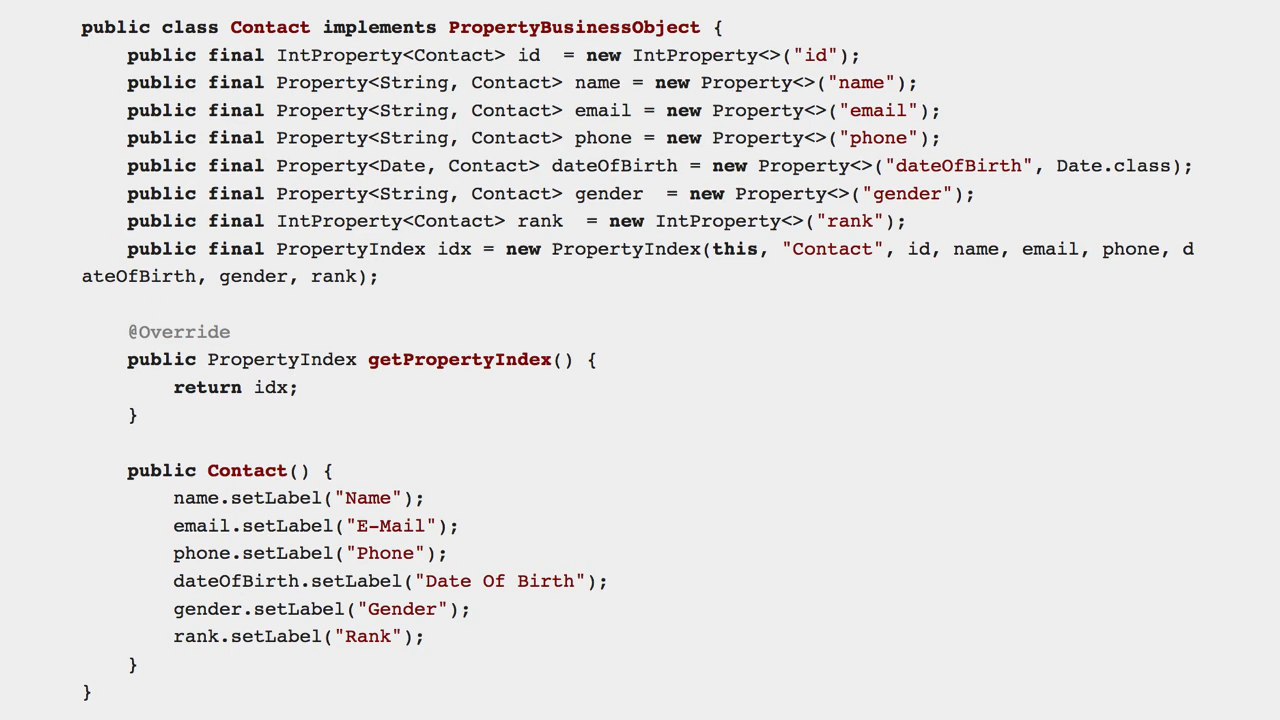 public class Contact implements PropertyBusinessObject {
    public final IntProperty<Contact> id  = new IntProperty<>("id");
    public final Property<String, Contact> name = new Property<>("name");
    public final Property<String, Contact> email = new Property<>("email");
    public final Property<String, Contact> phone = new Property<>("phone");
    public final Property<Date, Contact> dateOfBirth = new Property<>("dateOfBirth", Date.class);
    public final Property<String, Contact> gender  = new Property<>("gender");
    public final IntProperty<Contact> rank  = new IntProperty<>("rank");
    public final PropertyIndex idx = new PropertyIndex(this, "Contact", id, name, email, phone, d
ateOfBirth, gender, rank);

    @Override
    public PropertyIndex getPropertyIndex() {
        return idx;
    }

    public Contact() {
        name.setLabel("Name");
        email.setLabel("E-Mail");
        phone.setLabel("Phone");
        dateOfBirth.setLabel("Date Of Birth");
        gender.setLabel("Gender");
        rank.setLabel("Rank");
    }
}